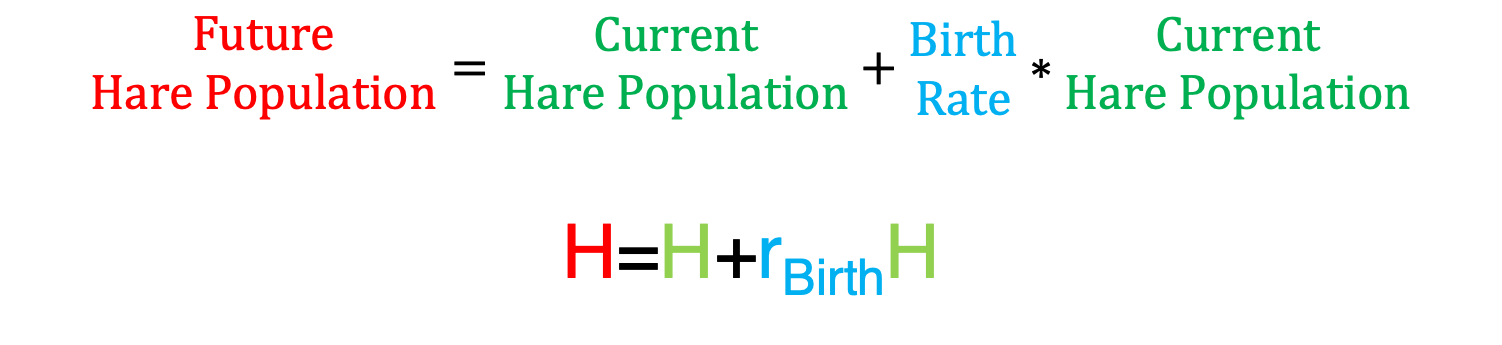 Future Hare Population = Current Hare Population + Birth Rate * Current Hare Population
H=H+rBirthH